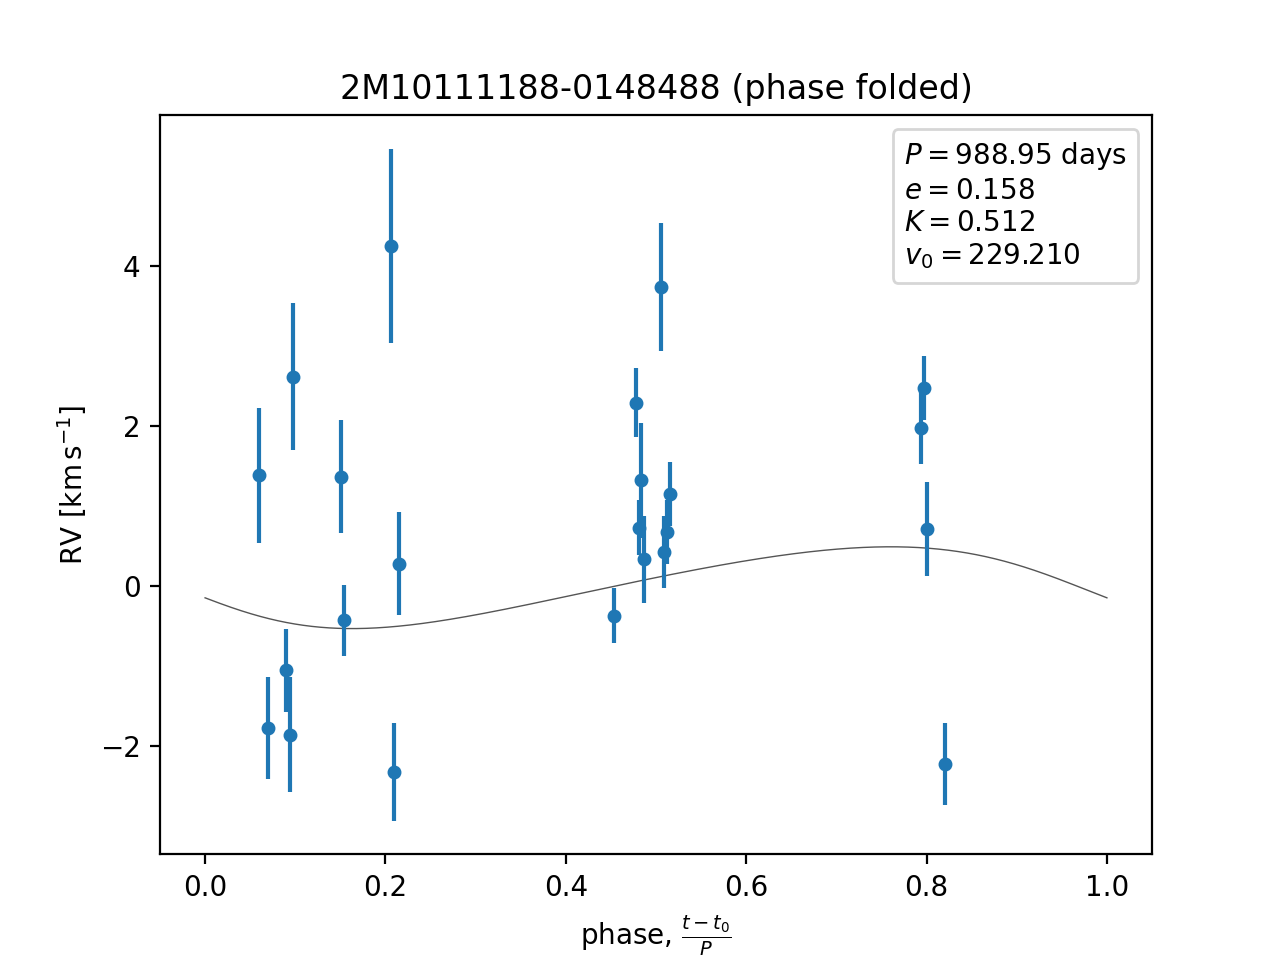 2M10111188-0148488 (phase folded)
P = 988.95 days
e = 0.158
K = 0.512
v₀ = 229.210
4
2
0
−2
RV [km s⁻¹]
0.0 0.2 0.4 0.6 0.8 1.0
phase, (t − t₀)/P